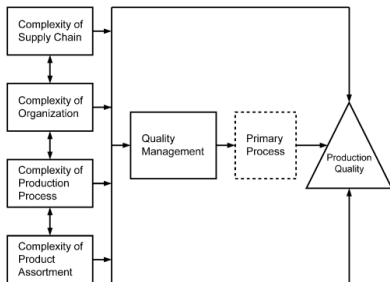 Complexity of
Supply Chain
Complexity of
Organization
Complexity of
Production
Process
Complexity of
Product
Assortment
Quality
Management
Primary
Process
Production
Quality